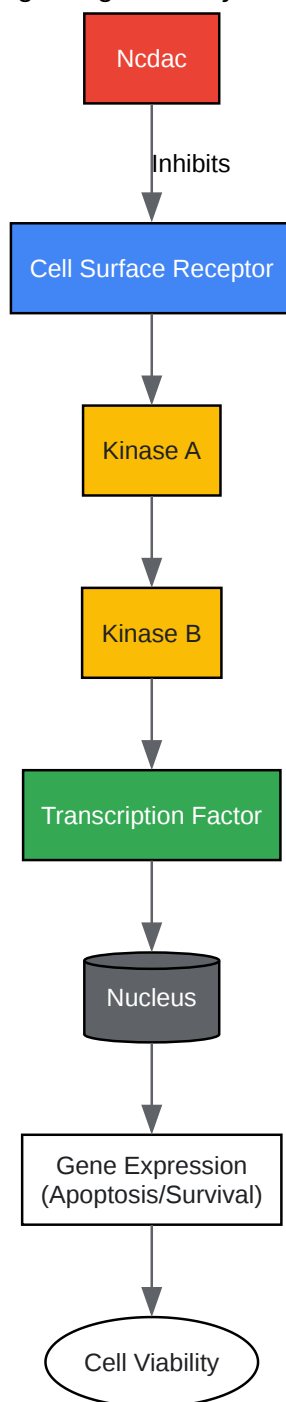 Ncdac
Inhibits
Cell Surface Receptor
Kinase A
Kinase B
Transcription Factor
Nucleus
Gene Expression
(Apoptosis/Survival)
Cell Viability